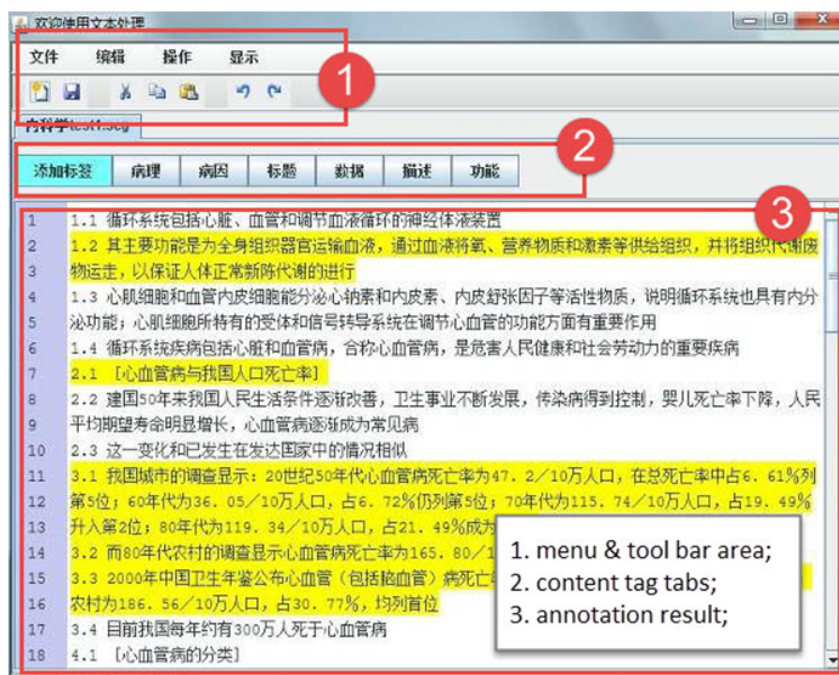 欢迎使用文本处理
文件 编辑 操作 显示
1
内科学test1.seg
2
添加标签 病理 病因 标题 数据 描述 功能
3
1 1.1 循环系统包括心脏、血管和调节血液循环的神经体液装置
2 1.2 其主要功能是为全身组织器官运输血液，通过血液将氧、营养物质和激素等供给组织，并将组织代谢废
3 物运走，以保证人体正常新陈代谢的进行
4 1.3 心肌细胞和血管内皮细胞能分泌心钠素和内皮素、内皮舒张因子等活性物质，说明循环系统也具有内分
5 泌功能；心肌细胞所特有的受体和信号转导系统在调节心血管的功能方面有重要作用
6 1.4 循环系统疾病包括心脏和血管病，合称心血管病，是危害人民健康和社会劳动力的重要疾病
7 2.1 [心血管病与我国人口死亡率]
8 2.2 建国50年来我国人民生活条件逐渐改善，卫生事业不断发展，传染病得到控制，婴儿死亡率下降，人民
9 平均期望寿命明显增长，心血管病逐渐成为常见病
10 2.3 这一变化和已发生在发达国家中的情况相似
11 3.1 我国城市的调查显示：20世纪50年代心血管病死亡率为47．2／10万人口，在总死亡率中占6．61%列
12 第5位；60年代为36．05／10万人口，占6．72%仍列第5位；70年代为115．74／10万人口，占19．49%
13 升入第2位；80年代为119．34／10万人口，占21．49%成为
14 3.2 而80年代农村的调查显示心血管病死亡率为165．80／1
15 3.3 2000年中国卫生年鉴公布心血管（包括脑血管）病死亡
16 农村为186．56／10万人口，占30．77%，均列首位
17 3.4 目前我国每年约有300万人死于心血管病
18 4.1 [心血管病的分类]
1. menu & tool bar area;
2. content tag tabs;
3. annotation result;